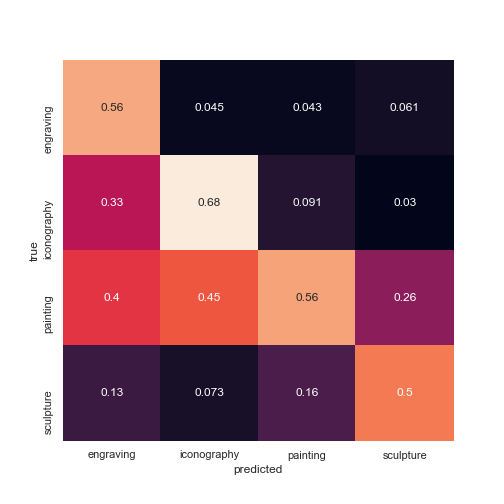 engraving 0.56 0.045 0.043 0.061
iconography 0.33 0.68 0.091 0.03
true
painting 0.4 0.45 0.56 0.26
sculpture 0.13 0.073 0.16 0.5
engraving iconography painting sculpture
predicted